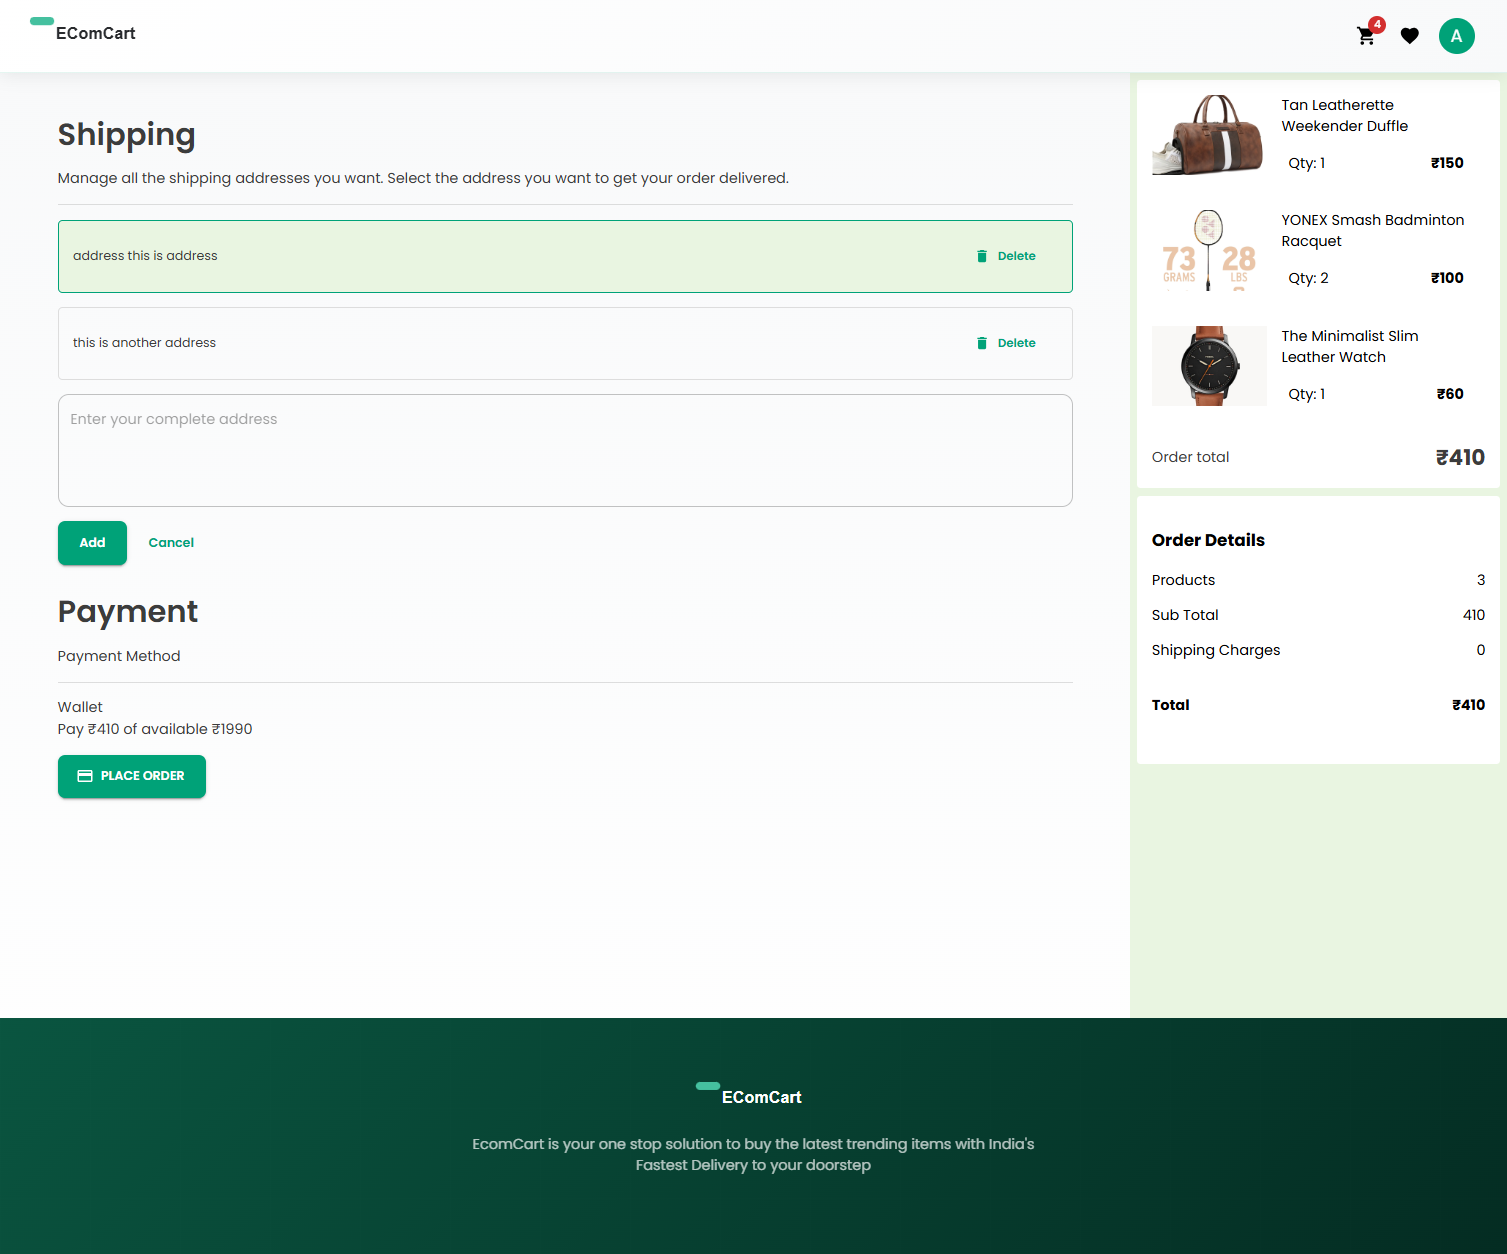 EComCart
4
A
Shipping
Manage all the shipping addresses you want. Select the address you want to get your order delivered.
address this is address
Delete
this is another address
Delete
Enter your complete address
Add
Cancel
Payment
Payment Method
Wallet
Pay ₹410 of available ₹1990
PLACE ORDER
Tan Leatherette
Weekender Duffle
Qty: 1
₹150
73
GRAMS
28
LBS
YONEX Smash Badminton
Racquet
Qty: 2
₹100
The Minimalist Slim
Leather Watch
Qty: 1
₹60
Order total
₹410
Order Details
Products
3
Sub Total
410
Shipping Charges
0
Total
₹410
EComCart
EcomCart is your one stop solution to buy the latest trending items with India's
Fastest Delivery to your doorstep